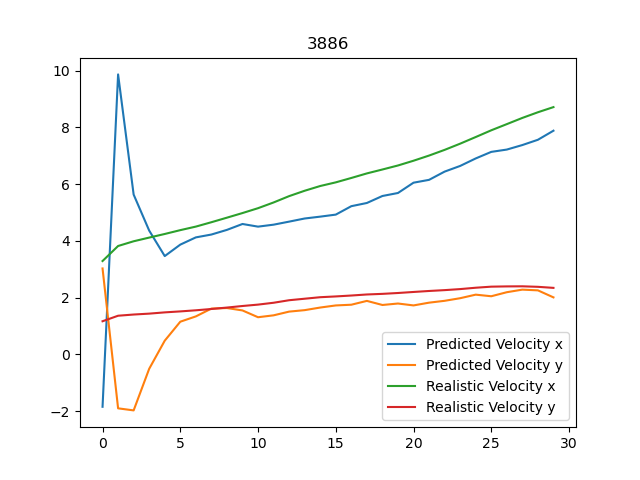 3886
10
8
6
4
2
0
−2
0 5 10 15 20 25 30
Predicted Velocity x
Predicted Velocity y
Realistic Velocity x
Realistic Velocity y